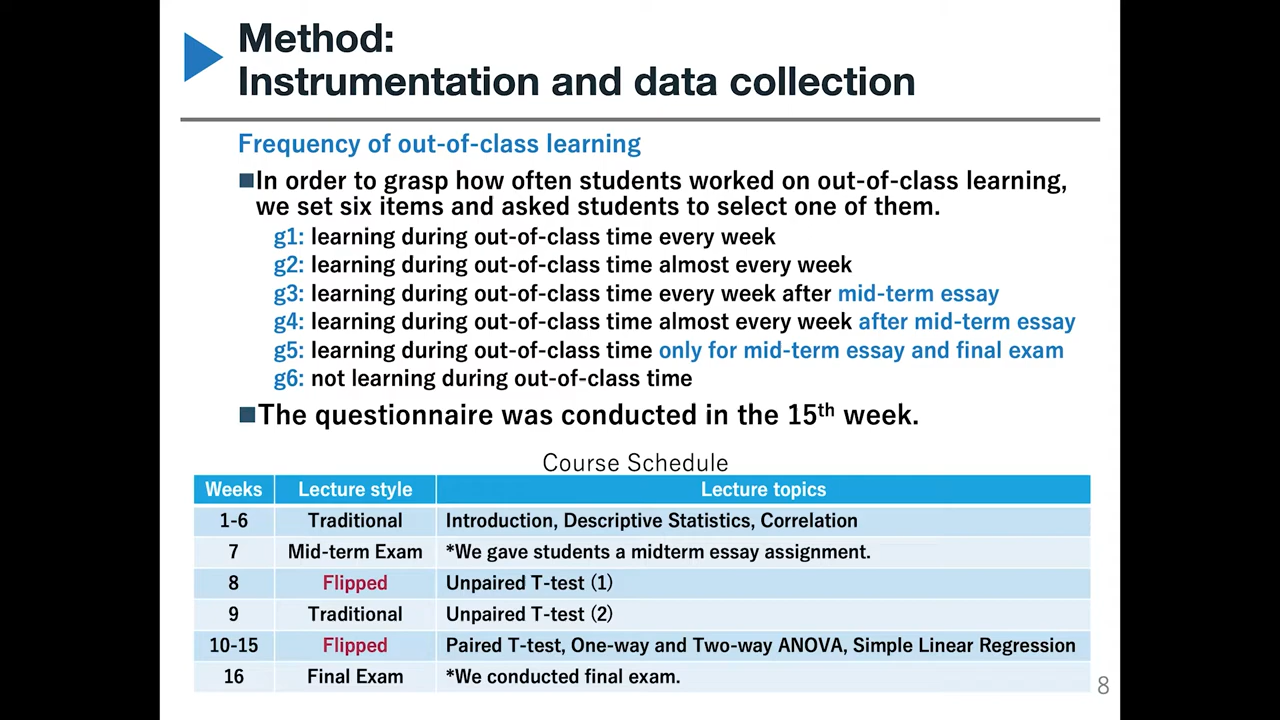 Method:
Instrumentation and data collection
Frequency of out-of-class learning
■In order to grasp how often students worked on out-of-class learning,
we set six items and asked students to select one of them.
g1: learning during out-of-class time every week
g2: learning during out-of-class time almost every week
g3: learning during out-of-class time every week after mid-term essay
g4: learning during out-of-class time almost every week after mid-term essay
g5: learning during out-of-class time only for mid-term essay and final exam
g6: not learning during out-of-class time
■The questionnaire was conducted in the 15th week.
Course Schedule
Weeks Lecture style Lecture topics
1-6 Traditional Introduction, Descriptive Statistics, Correlation
7 Mid-term Exam *We gave students a midterm essay assignment.
8 Flipped Unpaired T-test (1)
9 Traditional Unpaired T-test (2)
10-15 Flipped Paired T-test, One-way and Two-way ANOVA, Simple Linear Regression
16 Final Exam *We conducted final exam.
8